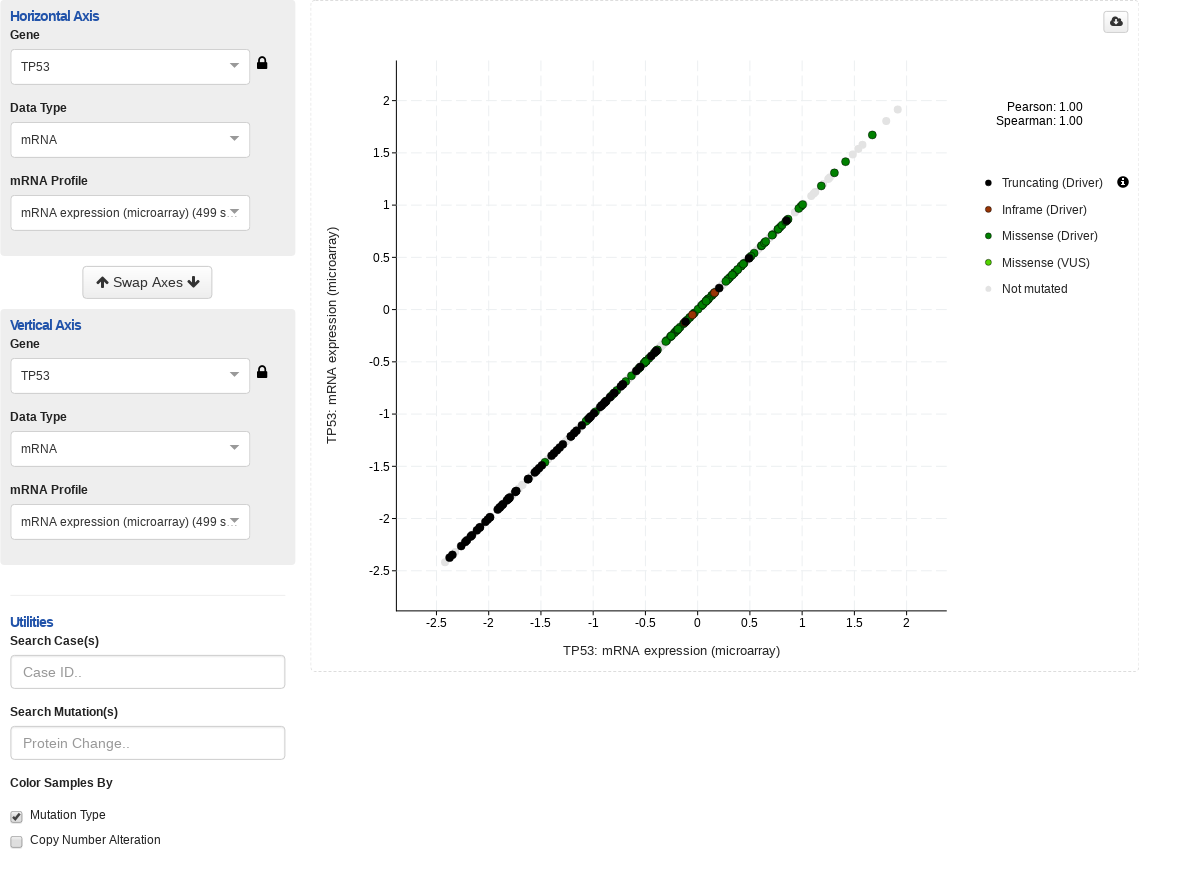 Horizontal Axis
Gene
TP53
Data Type
mRNA
mRNA Profile
mRNA expression (microarray) (499 s...
Swap Axes
Vertical Axis
Gene
TP53
Data Type
mRNA
mRNA Profile
mRNA expression (microarray) (499 s...
Utilities
Search Case(s)
Case ID..
Search Mutation(s)
Protein Change..
Color Samples By
Mutation Type
Copy Number Alteration
TP53: mRNA expression (microarray)
2
1.5
1
0.5
0
-0.5
-1
-1.5
-2
-2.5
-2.5 -2 -1.5 -1 -0.5 0 0.5 1 1.5 2
TP53: mRNA expression (microarray)
Pearson: 1.00
Spearman: 1.00
Truncating (Driver)
Inframe (Driver)
Missense (Driver)
Missense (VUS)
Not mutated